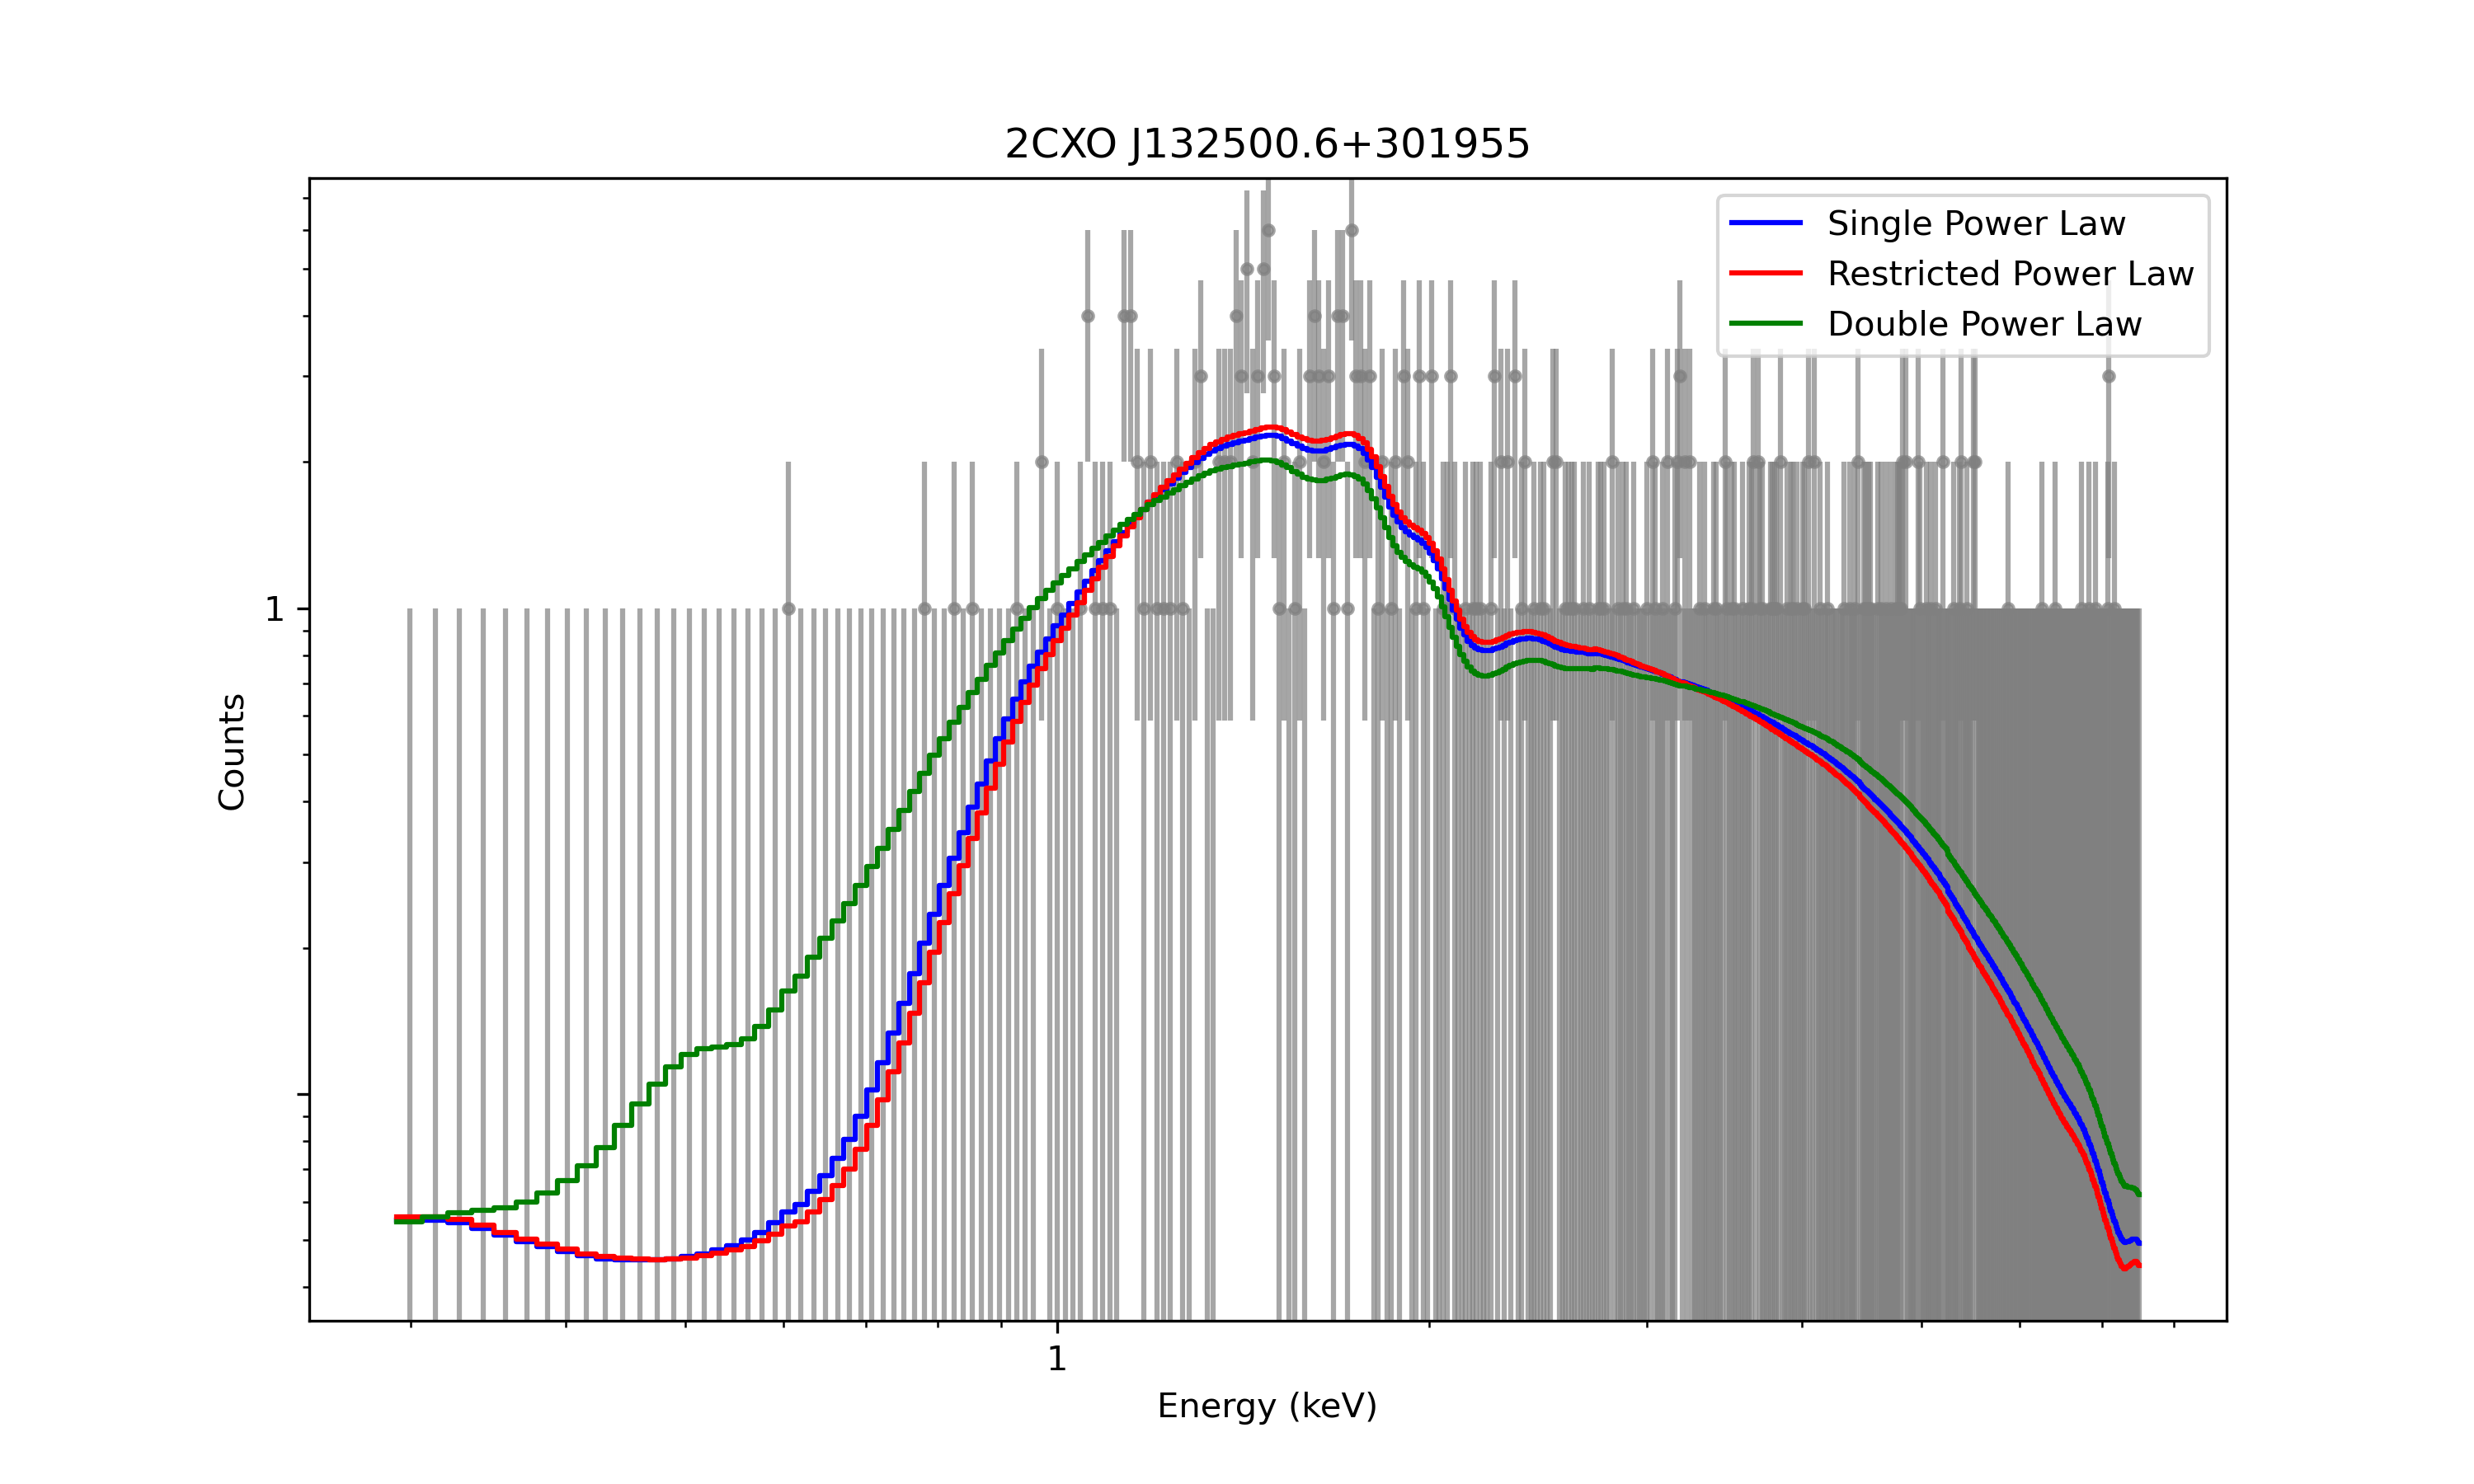 2CXO J132500.6+301955
Single Power Law
Restricted Power Law
Double Power Law
1
Counts
1
Energy (keV)